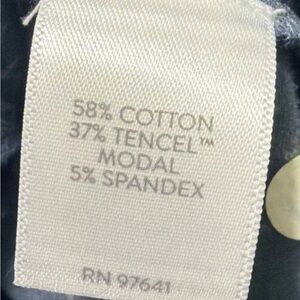 58% COTTON
37% TENCEL™
MODAL
5% SPANDEX
RN 97641